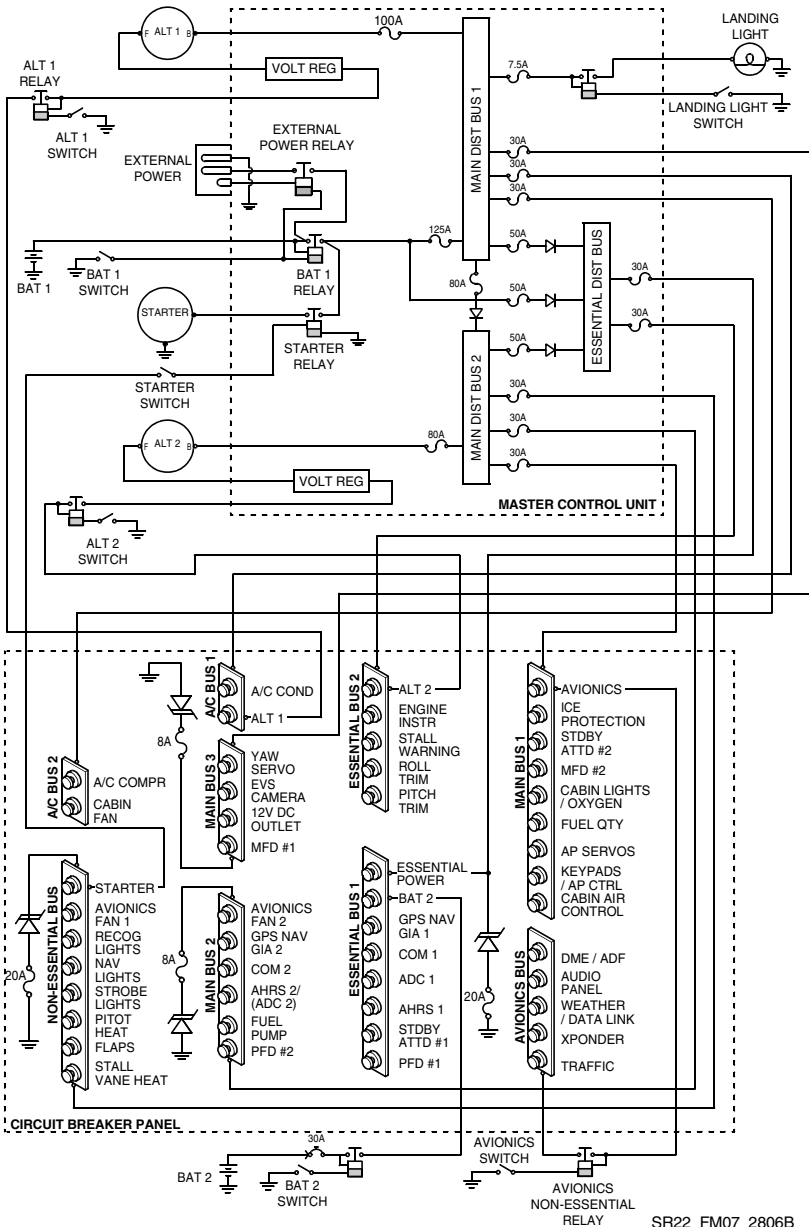 ALT 1
F
B
100A
VOLT REG
ALT 1
RELAY
ALT 1
SWITCH
EXTERNAL
POWER
EXTERNAL
POWER RELAY
MAIN DIST BUS 1
7.5A
LANDING
LIGHT
LANDING LIGHT
SWITCH
30A
30A
30A
BAT 1
BAT 1
SWITCH
BAT 1
RELAY
125A
80A
50A
50A
50A
ESSENTIAL DIST BUS
30A
30A
STARTER
STARTER
RELAY
STARTER
SWITCH
MAIN DIST BUS 2
30A
30A
30A
F
ALT 2
B
80A
VOLT REG
MASTER CONTROL UNIT
ALT 2
SWITCH
A/C BUS 1
A/C COND
ALT 1
8A
A/C BUS 2
A/C COMPR
CABIN
FAN
MAIN BUS 3
YAW
SERVO
EVS
CAMERA
12V DC
OUTLET
MFD #1
ESSENTIAL BUS 2
ALT 2
ENGINE
INSTR
STALL
WARNING
ROLL
TRIM
PITCH
TRIM
MAIN BUS 1
AVIONICS
ICE
PROTECTION
STDBY
ATTD #2
MFD #2
CABIN LIGHTS
/ OXYGEN
FUEL QTY
AP SERVOS
KEYPADS
/ AP CTRL
CABIN AIR
CONTROL
20A
NON-ESSENTIAL BUS
STARTER
AVIONICS
FAN 1
RECOG
LIGHTS
NAV
LIGHTS
STROBE
LIGHTS
PITOT
HEAT
FLAPS
STALL
VANE HEAT
8A
MAIN BUS 2
AVIONICS
FAN 2
GPS NAV
GIA 2
COM 2
AHRS 2/
(ADC 2)
FUEL
PUMP
PFD #2
ESSENTIAL BUS 1
ESSENTIAL
POWER
BAT 2
GPS NAV
GIA 1
COM 1
ADC 1
AHRS 1
STDBY
ATTD #1
PFD #1
20A
AVIONICS BUS
DME / ADF
AUDIO
PANEL
WEATHER
/ DATA LINK
XPONDER
TRAFFIC
CIRCUIT BREAKER PANEL
BAT 2
30A
BAT 2
SWITCH
AVIONICS
SWITCH
AVIONICS
NON-ESSENTIAL
RELAY
SR22_FM07_2806B